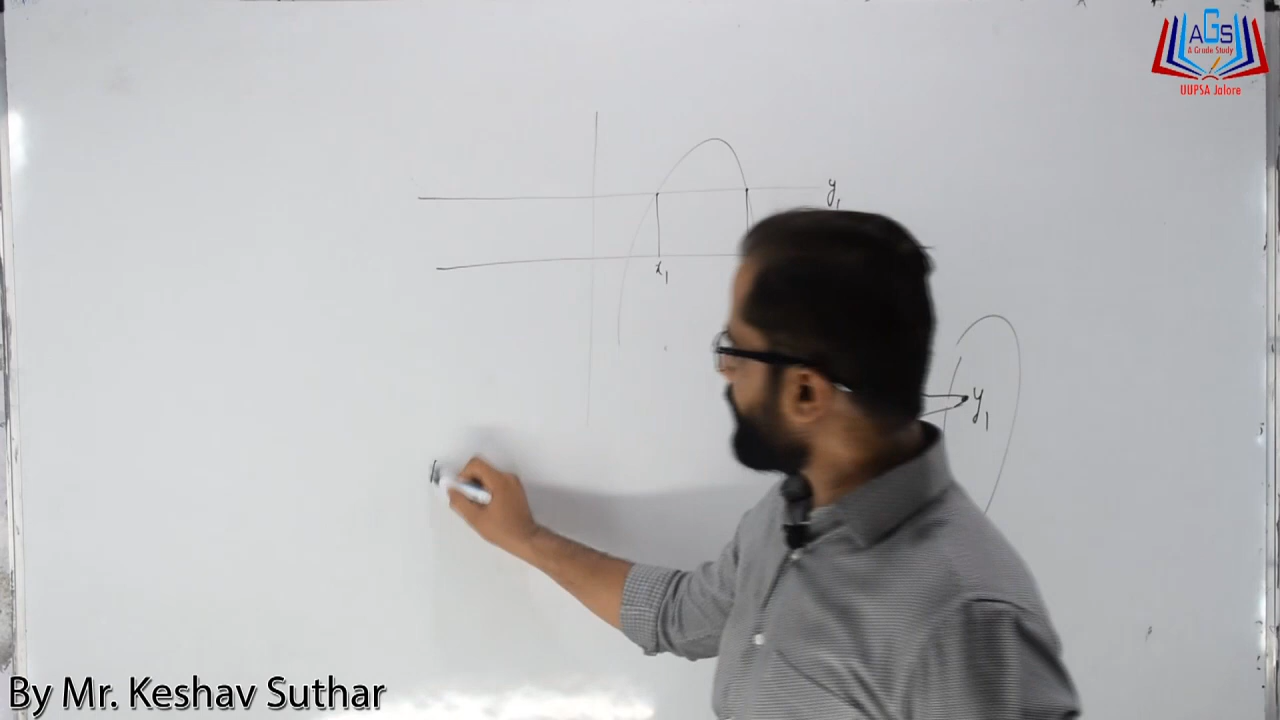 AGS
A Grade Study
UUPSA Jalore
y₁
x₁
y₁
By Mr. Keshav Suthar